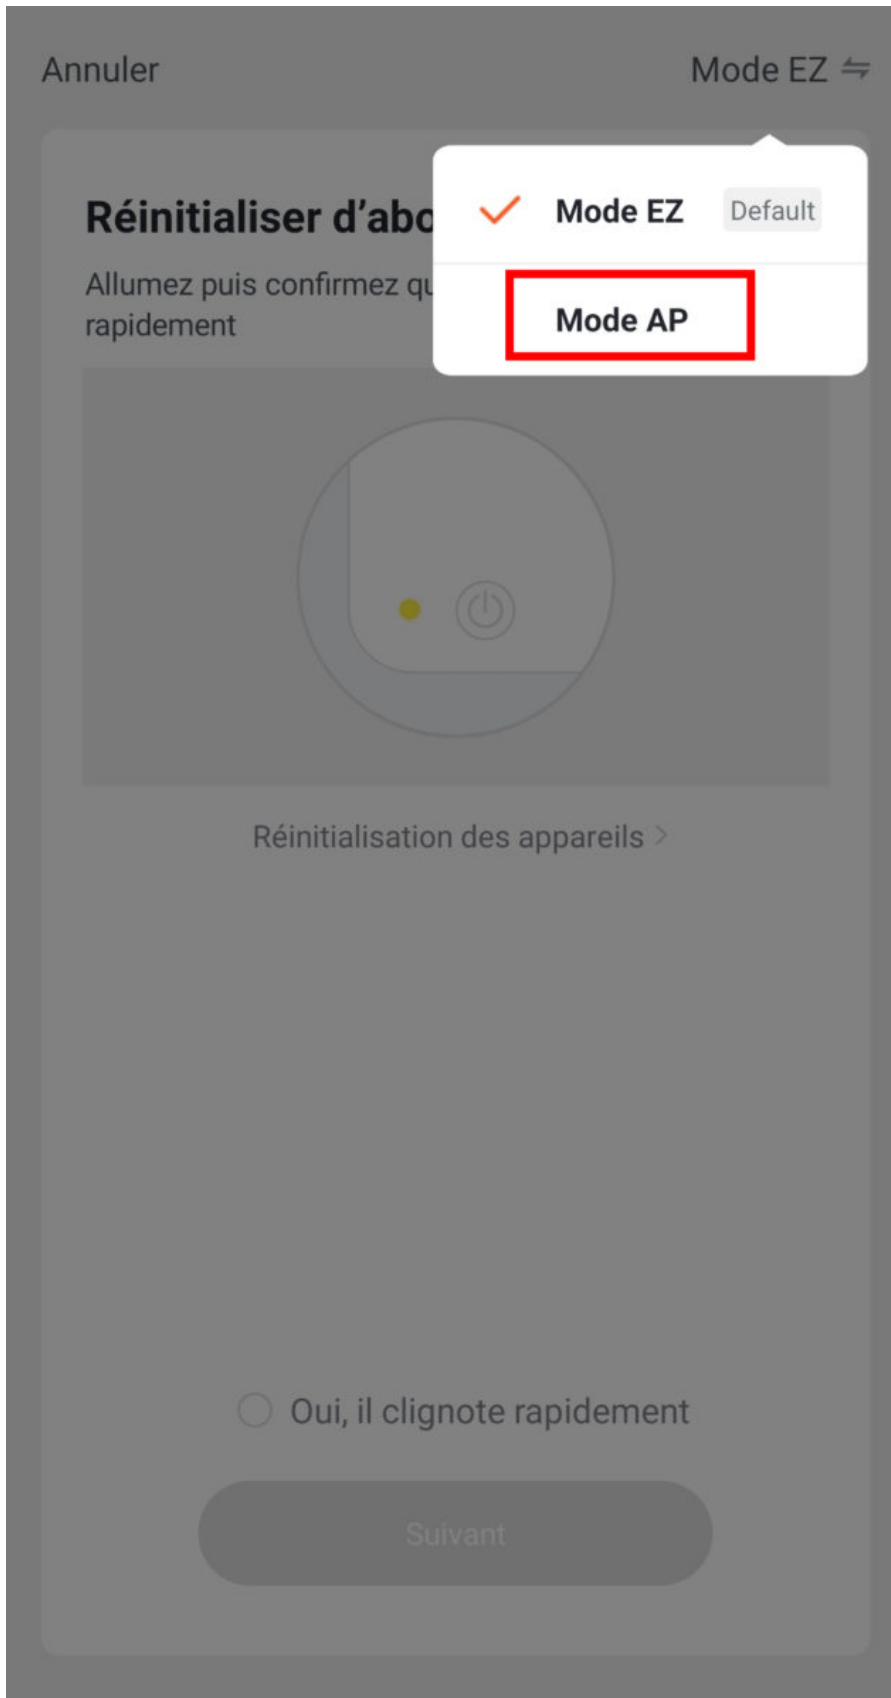 Annuler
Mode EZ
Mode EZ Default
Mode AP
Réinitialiser d’abo
Allumez puis confirmez qu
rapidement
Réinitialisation des appareils
Oui, il clignote rapidement
Suivant